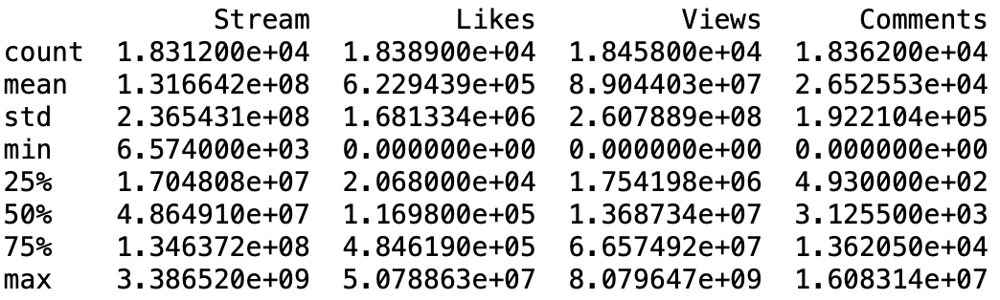 Stream Likes Views Comments
count 1.831200e+04 1.838900e+04 1.845800e+04 1.836200e+04
mean 1.316642e+08 6.229439e+05 8.904403e+07 2.652553e+04
std 2.365431e+08 1.681334e+06 2.607889e+08 1.922104e+05
min 6.574000e+03 0.000000e+00 0.000000e+00 0.000000e+00
25% 1.704808e+07 2.068000e+04 1.754198e+06 4.930000e+02
50% 4.864910e+07 1.169800e+05 1.368734e+07 3.125500e+03
75% 1.346372e+08 4.846190e+05 6.657492e+07 1.362050e+04
max 3.386520e+09 5.078863e+07 8.079647e+09 1.608314e+07